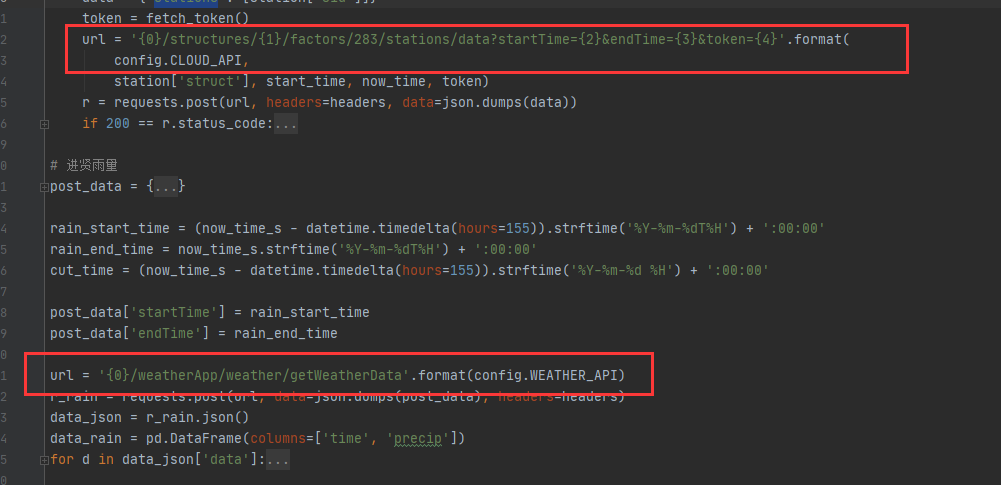 token = fetch_token()
url = '{0}/structures/{1}/factors/283/stations/data?startTime={2}&endTime={3}&token={4}'.format(
config.CLOUD_API,
station['struct'], start_time, now_time, token)
r = requests.post(url, headers=headers, data=json.dumps(data))
if 200 == r.status_code:...
# 进贤雨量
post_data = {...}
rain_start_time = (now_time_s - datetime.timedelta(hours=155)).strftime('%Y-%m-%dT%H') + ':00:00'
rain_end_time = now_time_s.strftime('%Y-%m-%dT%H') + ':00:00'
cut_time = (now_time_s - datetime.timedelta(hours=155)).strftime('%Y-%m-%d %H') + ':00:00'
post_data['startTime'] = rain_start_time
post_data['endTime'] = rain_end_time
url = '{0}/weatherApp/weather/getWeatherData'.format(config.WEATHER_API)
r_rain = requests.post(url, data=json.dumps(post_data), headers=headers)
data_json = r_rain.json()
data_rain = pd.DataFrame(columns=['time', 'precip'])
for d in data_json['data']:...